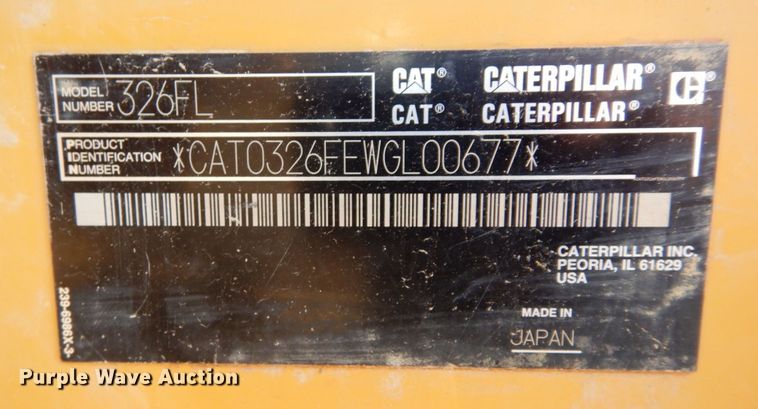 MODEL NUMBER 326FL
CAT® CATERPILLAR® C®
CAT® CATERPILLAR®
PRODUCT IDENTIFICATION NUMBER *CAT0326FEWGL00677*
CATERPILLAR INC.
PEORIA, IL 61629
USA
MADE IN
JAPAN
239-6986X-3
Purple Wave Auction